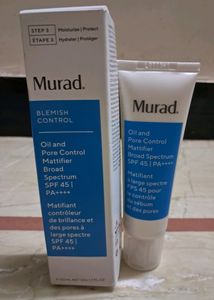 STEP 3
Moisturize | Protect
ÉTAPE 3
Hydrater | Protéger
Murad.
BLEMISH
CONTROL
Oil and
Pore Control
Mattifier
Broad
Spectrum
SPF 45 |
PA++++
Matifiant
contrôleur
de brillance et
des pores à
large spectre
SPF 45 |
PA++++
Murad.
Oil and
Pore Control
Mattifier
Broad Spectrum
SPF 45 | PA++++
Matifiant
à large spectre
FPS 45 pour
le contrôle
du sébum
et des pores